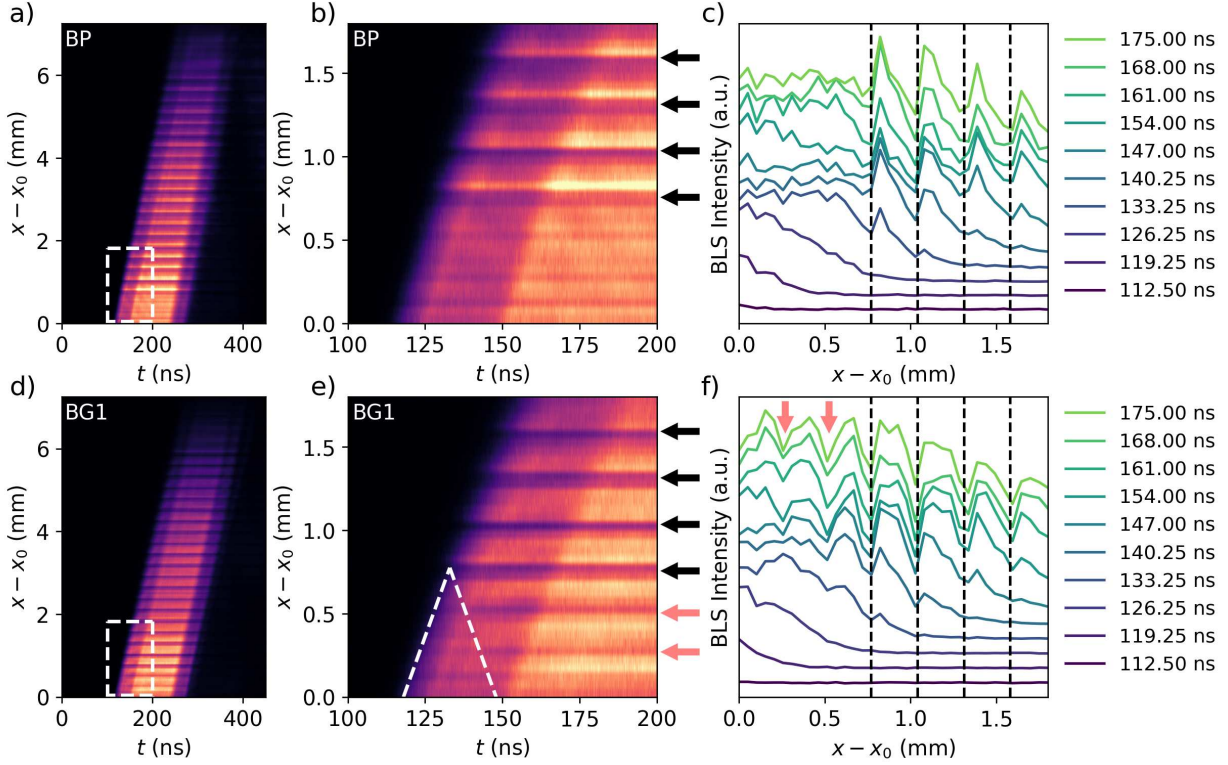 a)
BP
x − x0 (mm)
6
4
2
0
0
200
400
t (ns)
b)
BP
x − x0 (mm)
1.5
1.0
0.5
0.0
100
125
150
175
200
t (ns)
c)
BLS Intensity (a.u.)
0.0
0.5
1.0
1.5
x − x0 (mm)
175.00 ns
168.00 ns
161.00 ns
154.00 ns
147.00 ns
140.25 ns
133.25 ns
126.25 ns
119.25 ns
112.50 ns
d)
BG1
x − x0 (mm)
6
4
2
0
0
200
400
t (ns)
e)
BG1
x − x0 (mm)
1.5
1.0
0.5
0.0
100
125
150
175
200
t (ns)
f)
BLS Intensity (a.u.)
0.0
0.5
1.0
1.5
x − x0 (mm)
175.00 ns
168.00 ns
161.00 ns
154.00 ns
147.00 ns
140.25 ns
133.25 ns
126.25 ns
119.25 ns
112.50 ns